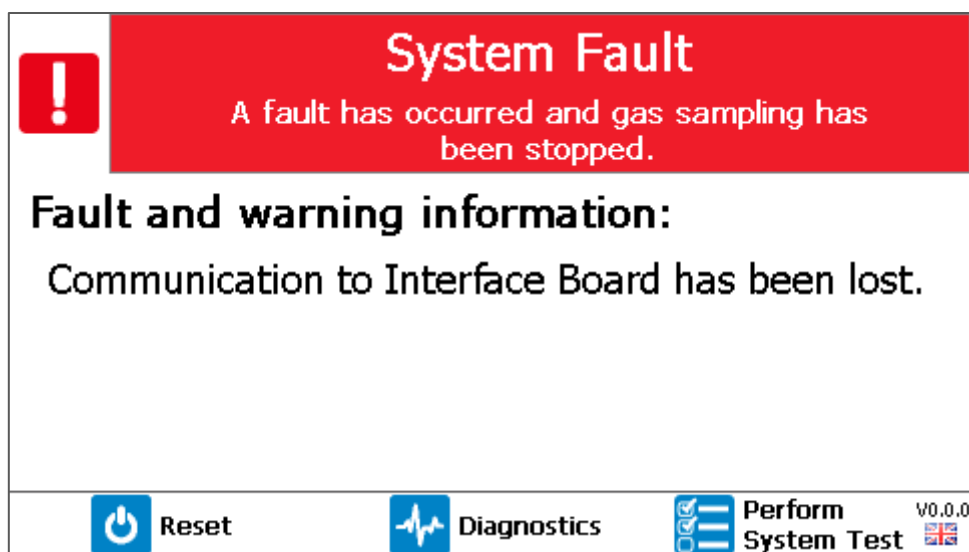 System Fault
A fault has occurred and gas sampling has
been stopped.
Fault and warning information:
Communication to Interface Board has been lost.
Reset
Diagnostics
Perform
System Test
V0.0.0